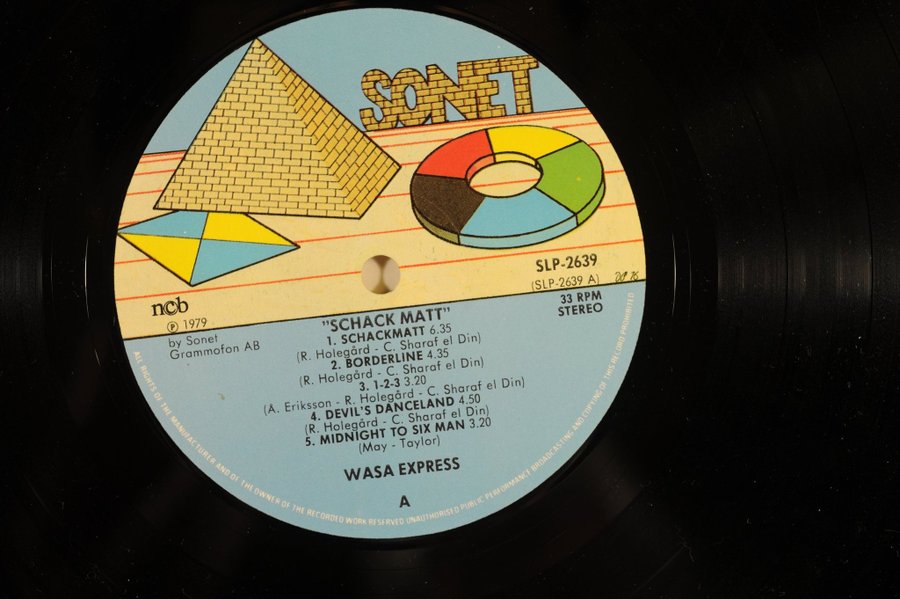 SONET
SLP-2639
(SLP-2639 A)
33 RPM
STEREO
ncb
Ⓟ 1979
by Sonet
Grammofon AB
"SCHACK MATT"
1. SCHACKMATT 6.35
(R. Holegård - C. Sharaf el Din)
2. BORDERLINE 4.35
(R. Holegård - C. Sharaf el Din)
3. 1-2-3 3.20
(A. Eriksson - R. Holegård - C. Sharaf el Din)
4. DEVIL'S DANCELAND 4.50
(R. Holegård - C. Sharaf el Din)
5. MIDNIGHT TO SIX MAN 3.20
(May - Taylor)
WASA EXPRESS
A
ALL RIGHTS OF THE MANUFACTURER AND OF THE OWNER OF THE RECORDED WORK RESERVED UNAUTHORISED PUBLIC PERFORMANCE BROADCASTING AND COPYING OF THIS RECORD PROHIBITED